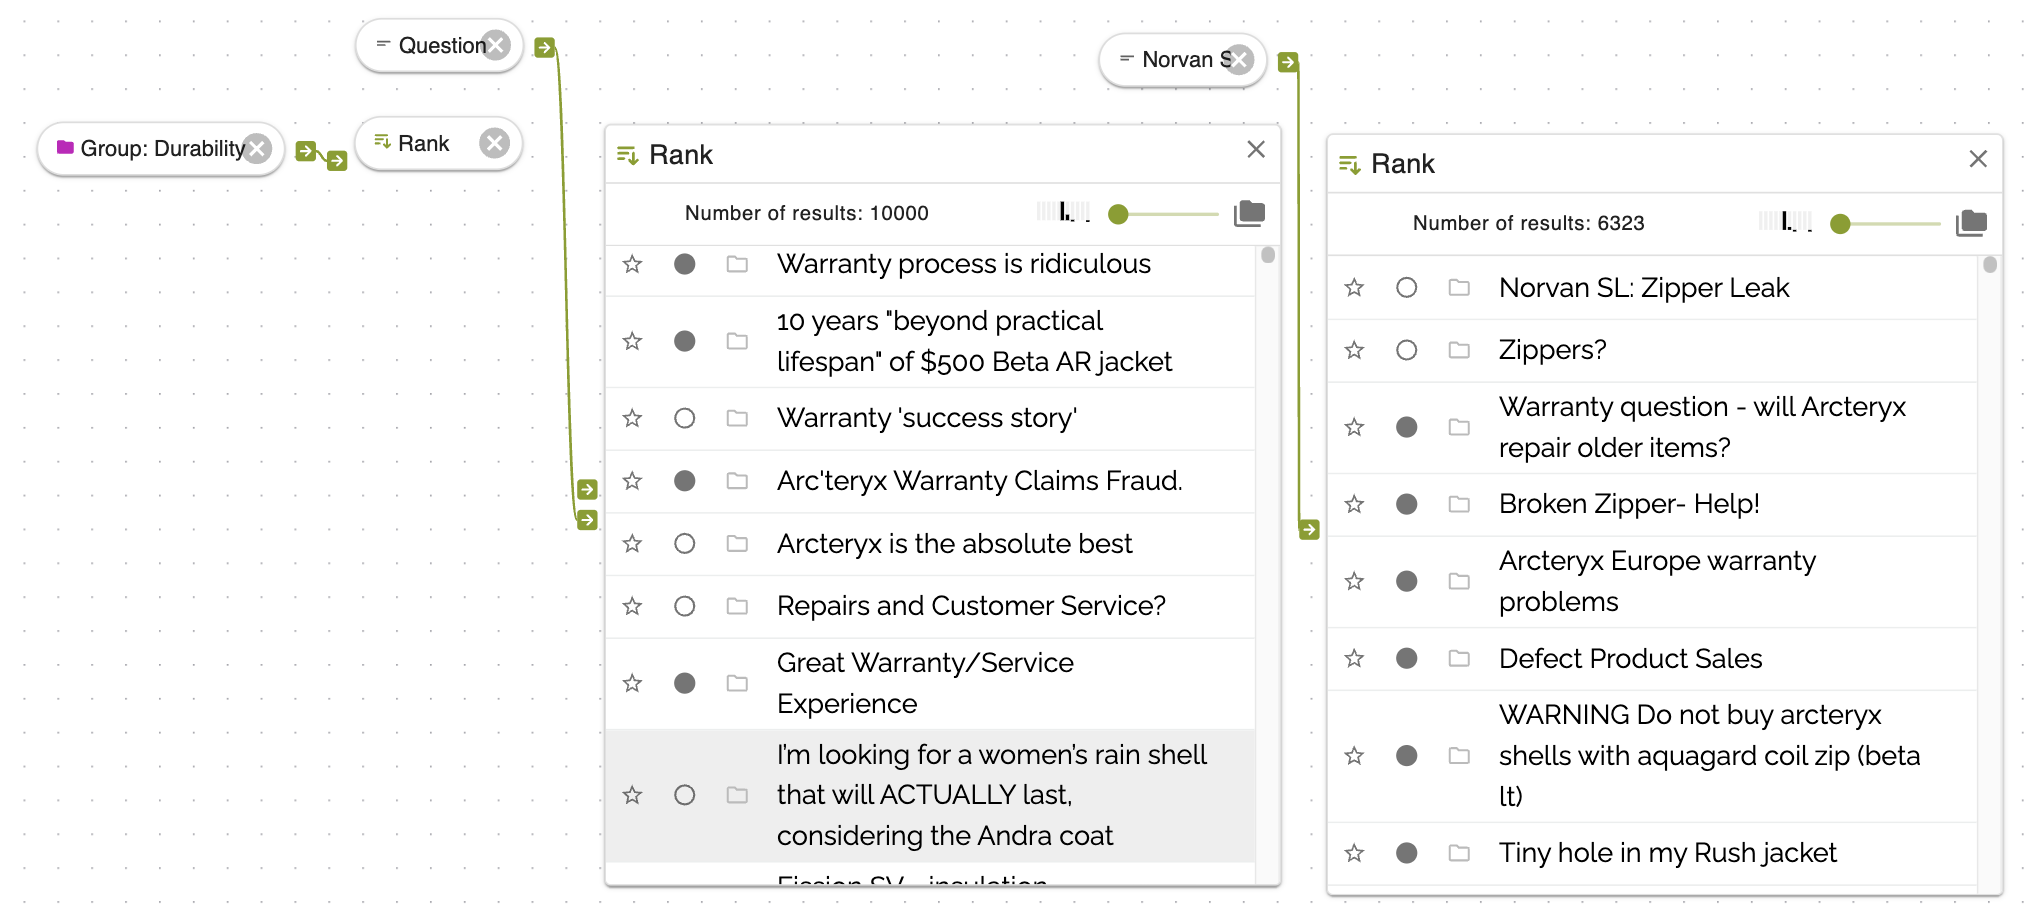 Question
Norvan S
Group: Durability
Rank
Rank
Number of results: 10000
Warranty process is ridiculous
10 years "beyond practical
lifespan" of $500 Beta AR jacket
Warranty 'success story'
Arc'teryx Warranty Claims Fraud.
Arcteryx is the absolute best
Repairs and Customer Service?
Great Warranty/Service
Experience
I'm looking for a women’s rain shell
that will ACTUALLY last,
considering the Andra coat
Fission SV - insulation
Rank
Number of results: 6323
Norvan SL: Zipper Leak
Zippers?
Warranty question - will Arcteryx
repair older items?
Broken Zipper- Help!
Arcteryx Europe warranty
problems
Defect Product Sales
WARNING Do not buy arcteryx
shells with aquagard coil zip (beta
lt)
Tiny hole in my Rush jacket